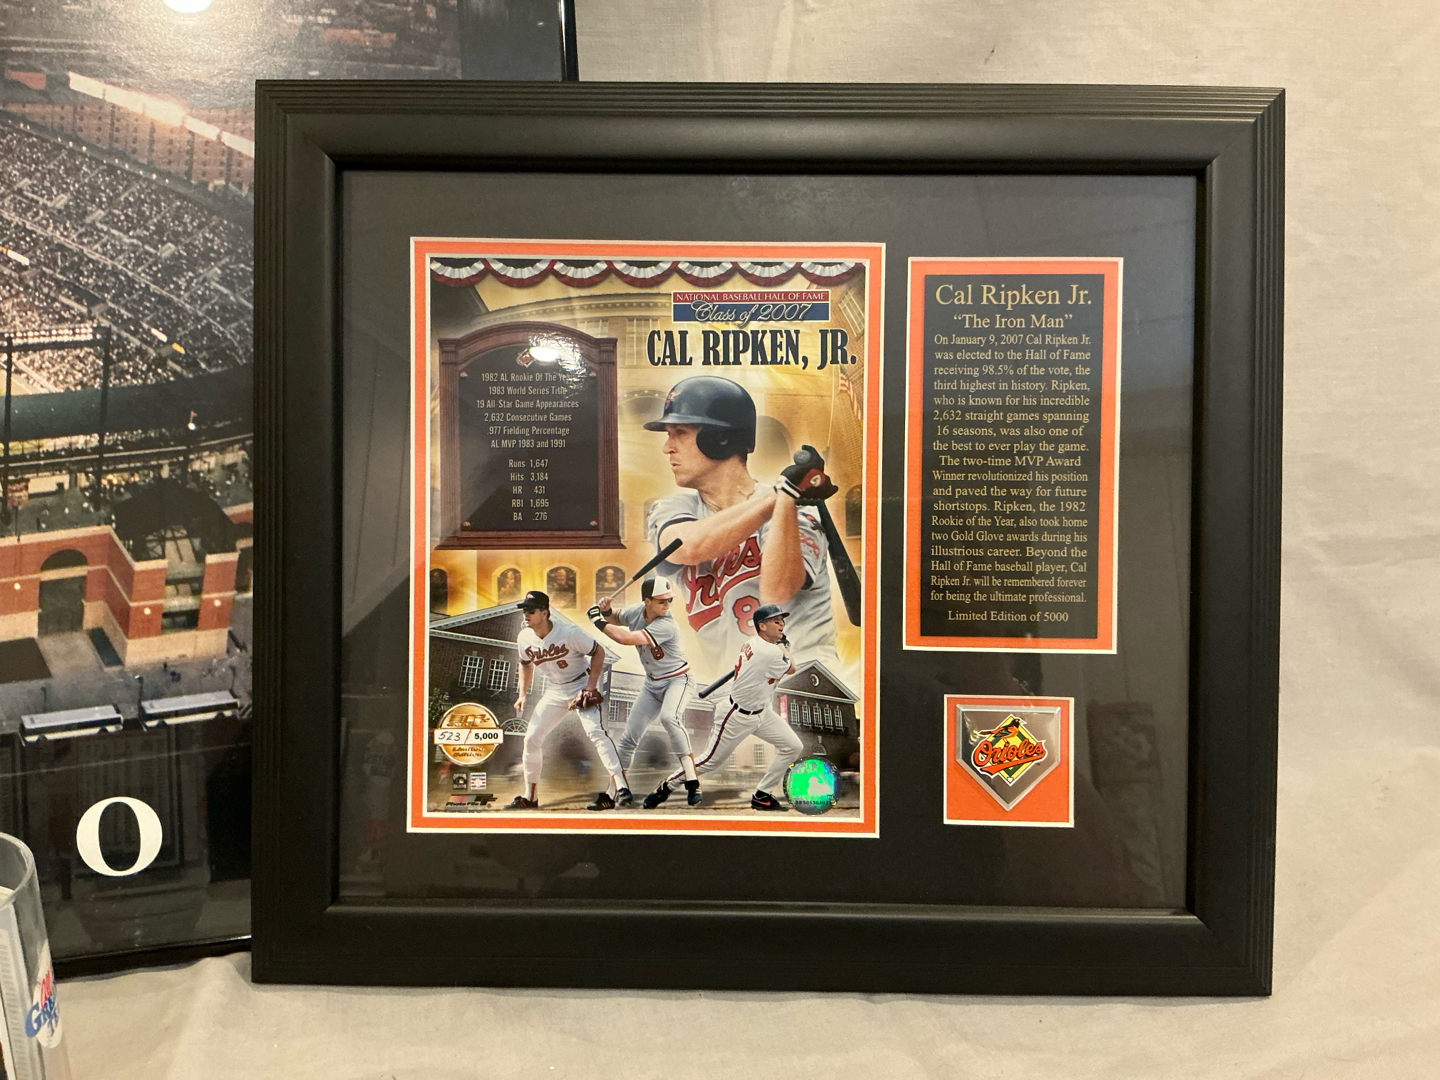 NATIONAL BASEBALL HALL OF FAME
Class of 2007
CAL RIPKEN, JR.
1982 AL Rookie Of The Year
1983 World Series Title
19 All-Star Game Appearances
2,632 Consecutive Games
.977 Fielding Percentage
AL MVP 1983 and 1991
Runs 1,647
Hits 3,184
HR 431
RBI 1,695
BA .276
Orioles
8
Orioles
8
523 / 5,000
Limited
Edition
Photo File
Cal Ripken Jr.
“The Iron Man”
On January 9, 2007 Cal Ripken Jr.
was elected to the Hall of Fame
receiving 98.5% of the vote, the
third highest in history. Ripken,
who is known for his incredible
2,632 straight games spanning
16 seasons, was also one of
the best to ever play the game.
The two-time MVP Award
Winner revolutionized his position
and paved the way for future
shortstops. Ripken, the 1982
Rookie of the Year, also took home
two Gold Glove awards during his
illustrious career. Beyond the
Hall of Fame baseball player, Cal
Ripken Jr. will be remembered forever
for being the ultimate professional.
Limited Edition of 5000
Orioles
O